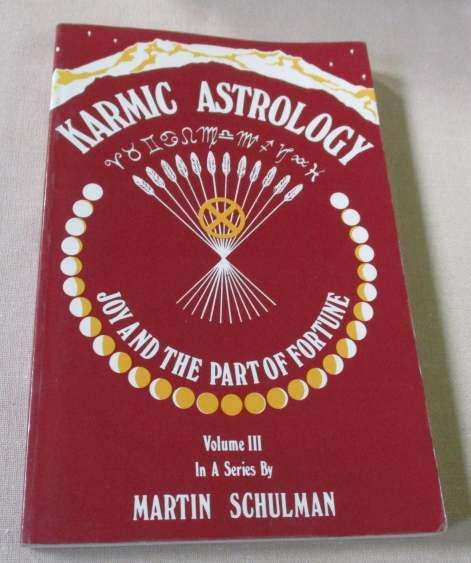 KARMIC ASTROLOGY
♈♉♊♋♌♍♎♏♐♑♒♓
JOY AND THE PART OF FORTUNE
Volume III
In A Series By
MARTIN SCHULMAN